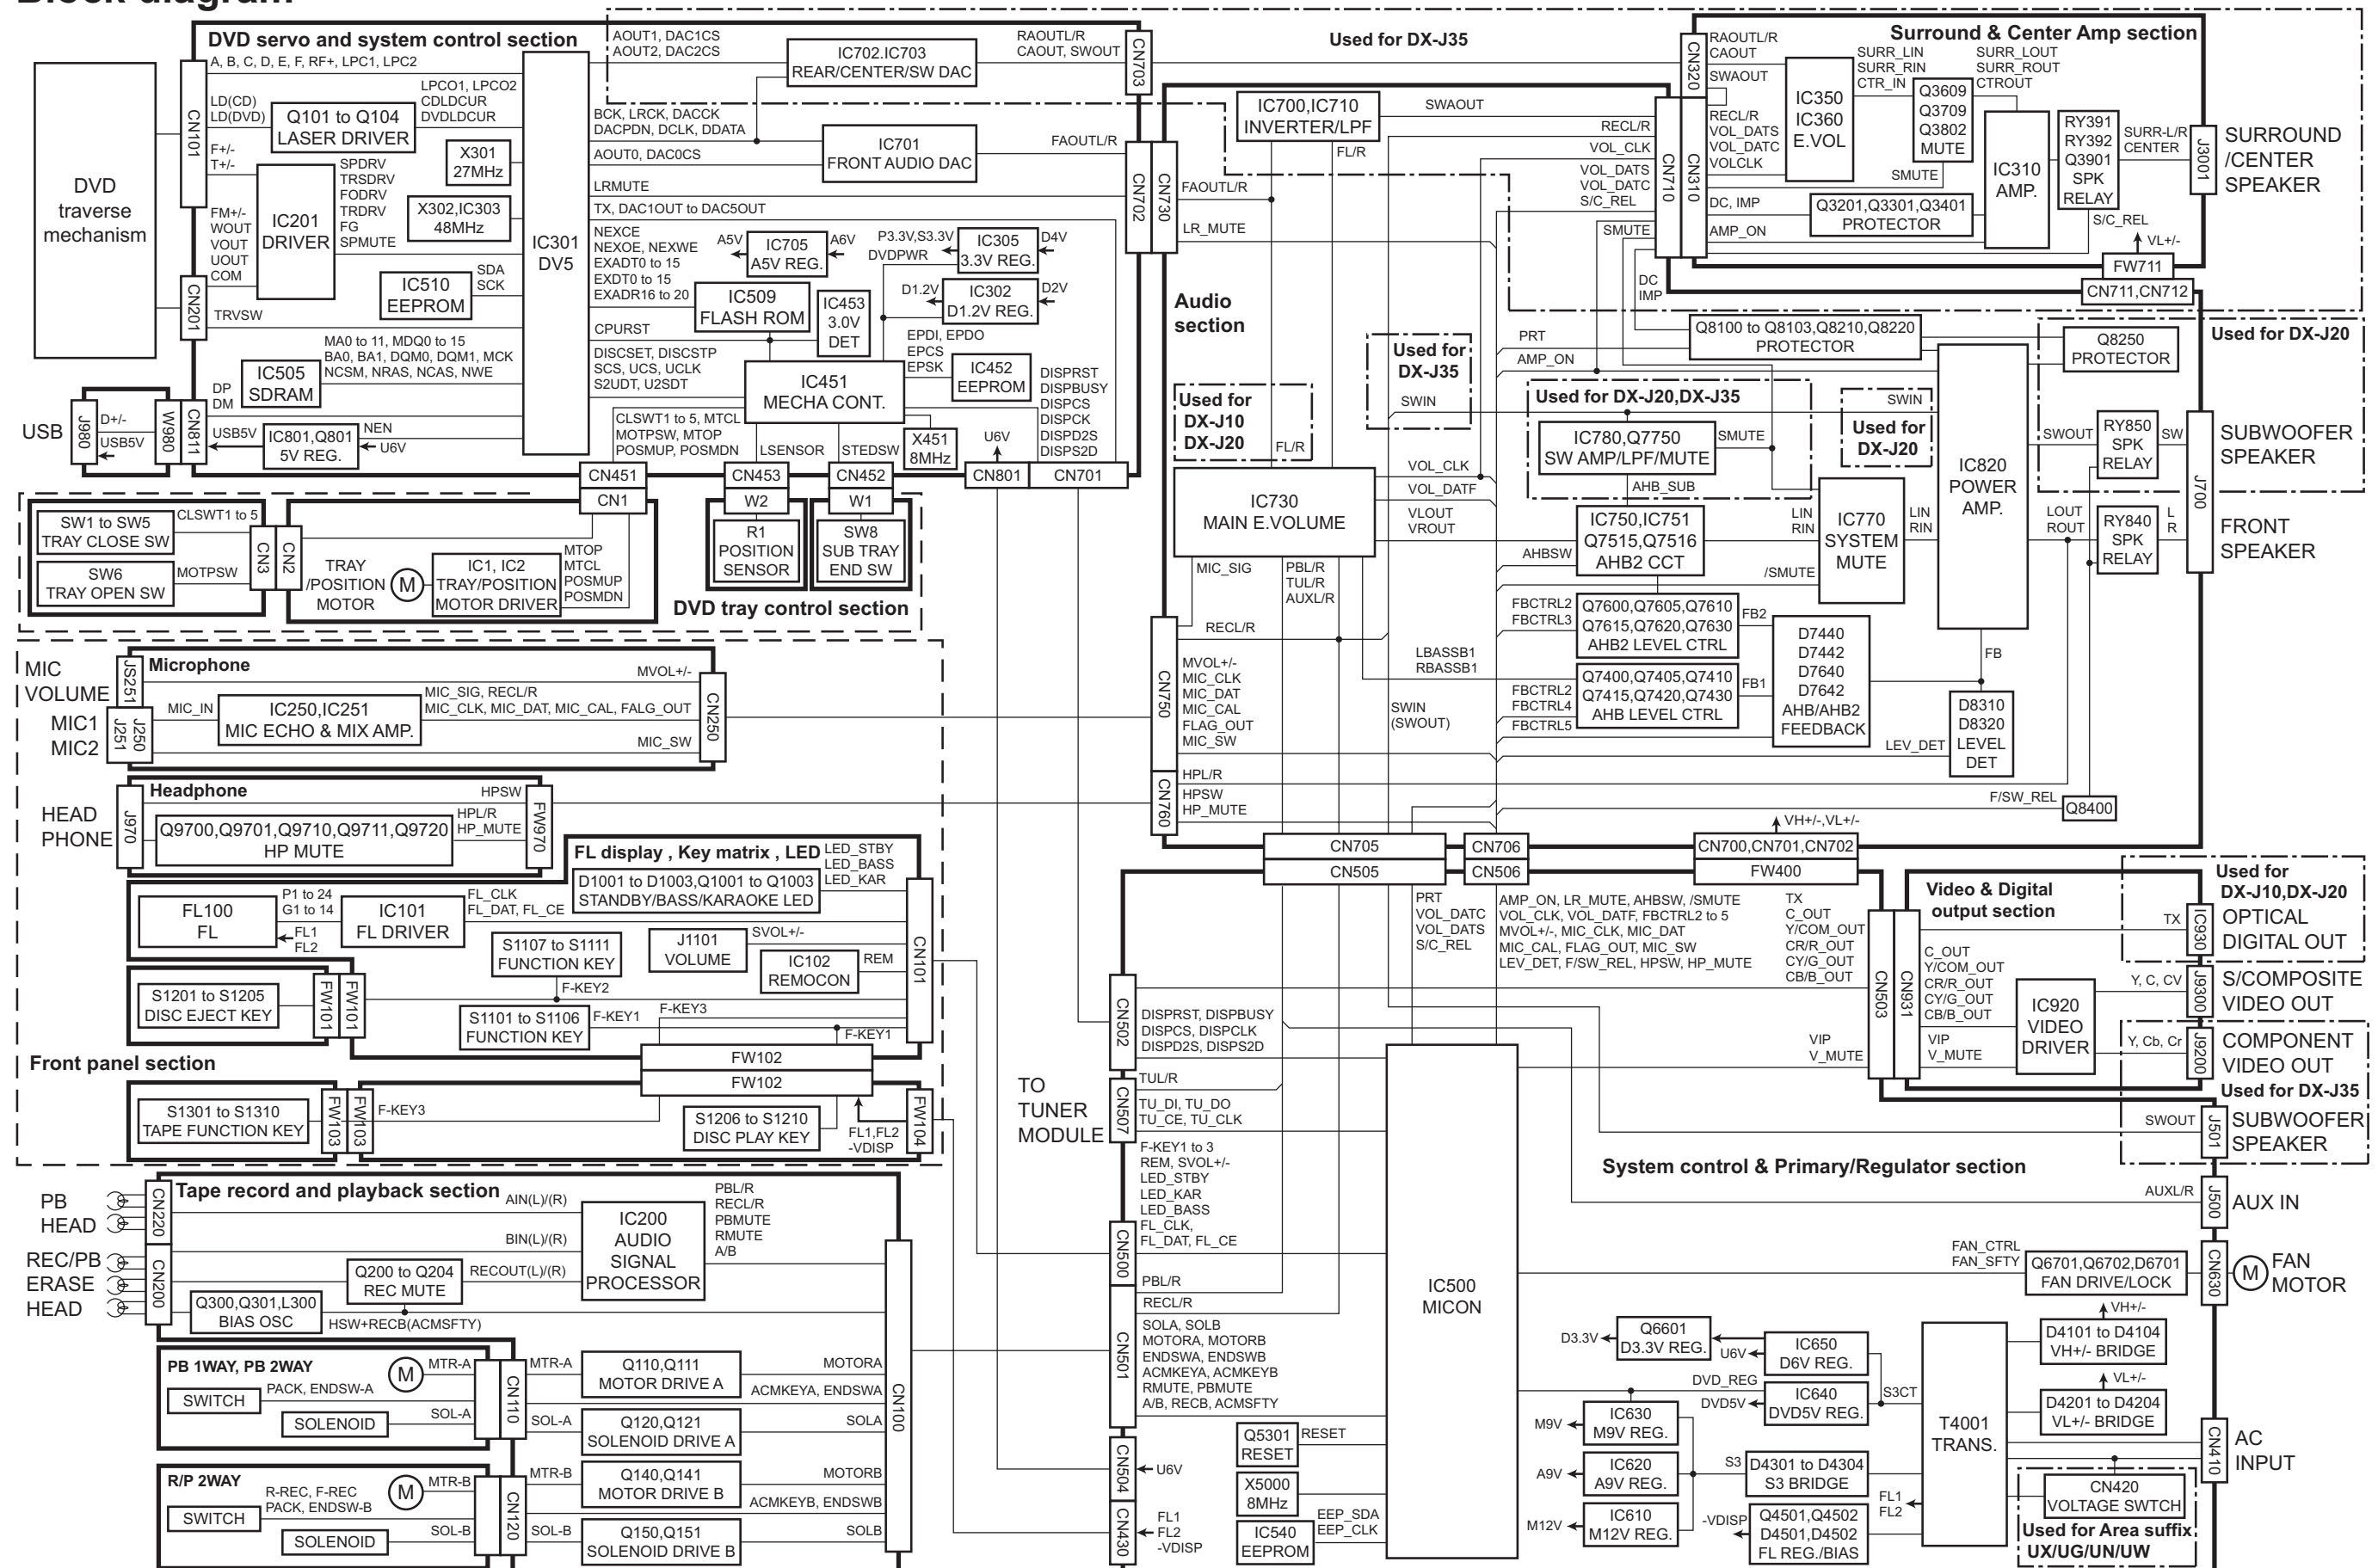 Block diagram
DVD servo and system control section
A, B, C, D, E, F, RF+, LPC1, LPC2
DVD
traverse
mechanism
CN101
LD(CD)
LD(DVD)
Q101 to Q104
LASER DRIVER
LPCO1, LPCO2
CDLDCUR
DVDLDCUR
F+/-
T+/-
X301
27MHz
SPDRV
TRSDRV
FODRV
TRDRV
FG
SPMUTE
IC201
DRIVER
X302,IC303
48MHz
FM+/-
WOUT
VOUT
UOUT
COM
CN201
TRVSW
IC510
EEPROM
SDA
SCK
IC301
DV5
MA0 to 11, MDQ0 to 15
BA0, BA1, DQM0, DQM1, MCK
NCSM, NRAS, NCAS, NWE
IC505
SDRAM
DP
DM
USB
J980
D+/-
USB5V
W980
CN811
USB5V
IC801,Q801
5V REG.
NEN
U6V
AOUT1, DAC1CS
AOUT2, DAC2CS
IC702.IC703
REAR/CENTER/SW DAC
RAOUTL/R
CAOUT, SWOUT
CN703
BCK, LRCK, DACCK
DACPDN, DCLK, DDATA
IC701
FRONT AUDIO DAC
FAOUTL/R
AOUT0, DAC0CS
LRMUTE
CN702
TX, DAC1OUT to DAC5OUT
NEXCE
NEXOE, NEXWE
EXADT0 to 15
EXDT0 to 15
EXADR16 to 20
A5V
IC705
A5V REG.
A6V
P3.3V,S3.3V
DVDPWR
IC305
3.3V REG.
D4V
D1.2V
IC302
D1.2V REG.
D2V
IC509
FLASH ROM
IC453
3.0V
DET
CPURST
DISCSET, DISCSTP
SCS, UCS, UCLK
S2UDT, U2SDT
IC451
MECHA CONT.
EPDI, EPDO
EPCS
EPSK
IC452
EEPROM
DISPRST
DISPBUSY
DISPCS
DISPCK
DISPD2S
DISPS2D
CLSWT1 to 5, MTCL
MOTPSW, MTOP
POSMUP, POSMDN
LSENSOR
STEDSW
X451
8MHz
U6V
CN451
CN453
CN452
CN801
CN701
CN1
W2
W1
SW1 to SW5
TRAY CLOSE SW
CLSWT1 to 5
SW6
TRAY OPEN SW
MOTPSW
CN3
CN2
TRAY
/POSITION
MOTOR
M
IC1, IC2
TRAY/POSITION
MOTOR DRIVER
MTOP
MTCL
POSMUP
POSMDN
R1
POSITION
SENSOR
SW8
SUB TRAY
END SW
DVD tray control section
Used for DX-J35
Surround & Center Amp section
CN320
RAOUTL/R
CAOUT
SWAOUT
RECL/R
VOL_DATS
VOL_DATC
VOLCLK
IC350
IC360
E.VOL
SURR_LIN
SURR_RIN
CTR_IN
SURR_LOUT
SURR_ROUT
CTROUT
Q3609
Q3709
Q3802
MUTE
SMUTE
IC310
AMP.
RY391
RY392
Q3901
SPK
RELAY
SURR-L/R
CENTER
J3001
SURROUND
/CENTER
SPEAKER
DC, IMP
Q3201,Q3301,Q3401
PROTECTOR
AMP_ON
S/C_REL
VL+/-
FW711
CN711,CN712
CN710
CN310
IC700,IC710
INVERTER/LPF
SWAOUT
RECL/R
FL/R
VOL_CLK
VOL_DATS
VOL_DATC
S/C_REL
SMUTE
CN730
FAOUTL/R
LR_MUTE
DC
IMP
Audio
section
Used for
DX-J10
DX-J20
FL/R
Used for
DX-J35
SWIN
PRT
AMP_ON
Q8100 to Q8103,Q8210,Q8220
PROTECTOR
Used for DX-J20
Q8250
PROTECTOR
Used for DX-J20,DX-J35
IC780,Q7750
SW AMP/LPF/MUTE
SMUTE
AHB_SUB
SWIN
Used for
DX-J20
IC820
POWER
AMP.
SWOUT
RY850
SPK
RELAY
SW
SUBWOOFER
SPEAKER
J700
IC730
MAIN E.VOLUME
VOL_CLK
VOL_DATF
VLOUT
VROUT
IC750,IC751
Q7515, Q7516
AHB2 CCT
AHBSW
LIN
RIN
IC770
SYSTEM
MUTE
LIN
RIN
/SMUTE
LOUT
ROUT
RY840
SPK
RELAY
L
R
FRONT
SPEAKER
MIC_SIG
PBL/R
TUL/R
AUXL/R
RECL/R
FBCTRL2
FBCTRL3
Q7600,Q7605,Q7610
Q7615,Q7620,Q7630
AHB2 LEVEL CTRL
FB2
LBASSB1
RBASSB1
FBCTRL2
FBCTRL4
FBCTRL5
Q7400,Q7405,Q7410
Q7415,Q7420,Q7430
AHB LEVEL CTRL
FB1
D7440
D7442
D7640
D7642
AHB/AHB2
FEEDBACK
FB
D8310
D8320
LEVEL
DET
LEV_DET
SWIN
(SWOUT)
CN750
MVOL+/-
MIC_CLK
MIC_DAT
MIC_CAL
FLAG_OUT
MIC_SW
CN760
HPL/R
HPSW
HP_MUTE
F/SW_REL
Q8400
VH+/-,VL+/-
CN705
CN706
CN700,CN701,CN702
CN505
CN506
FW400
MIC
VOLUME
JS251
Microphone
MVOL+/-
MIC1
MIC2
J250
J251
MIC_IN
IC250,IC251
MIC ECHO & MIX AMP.
MIC_SIG, RECL/R
MIC_CLK, MIC_DAT, MIC_CAL, FALG_OUT
MIC_SW
CN250
Headphone
HPSW
HEAD
PHONE
J970
Q9700,Q9701,Q9710,Q9711,Q9720
HP MUTE
HPL/R
HP_MUTE
FW970
FL display , Key matrix , LED
LED_STBY
LED_BASS
LED_KAR
D1001 to D1003,Q1001 to Q1003
STANDBY/BASS/KARAOKE LED
FL100
FL
P1 to 24
G1 to 14
FL1
FL2
IC101
FL DRIVER
FL_CLK
FL_DAT, FL_CE
S1107 to S1111
FUNCTION KEY
J1101
VOLUME
SVOL+/-
IC102
REMOCON
REM
CN101
F-KEY2
S1201 to S1205
DISC EJECT KEY
FW101
FW101
S1101 to S1106
FUNCTION KEY
F-KEY1
F-KEY3
F-KEY1
FW102
FW102
Front panel section
S1301 to S1310
TAPE FUNCTION KEY
FW103
FW103
F-KEY3
S1206 to S1210
DISC PLAY KEY
FL1,FL2
-VDISP
FW104
Tape record and playback section
PB
HEAD
CN220
AIN(L)/(R)
IC200
AUDIO
SIGNAL
PROCESSOR
PBL/R
RECL/R
PBMUTE
RMUTE
A/B
BIN(L)/(R)
REC/PB
ERASE
HEAD
CN200
Q200 to Q204
REC MUTE
RECOUT(L)/(R)
Q300,Q301,L300
BIAS OSC
HSW+RECB(ACMSFTY)
PB 1WAY, PB 2WAY
M
MTR-A
SWITCH
PACK, ENDSW-A
SOLENOID
SOL-A
CN110
MTR-A
Q110,Q111
MOTOR DRIVE A
MOTORA
ACMKEYA, ENDSWA
SOL-A
Q120,Q121
SOLENOID DRIVE A
SOLA
CN100
R/P 2WAY
M
MTR-B
R-REC, F-REC
PACK, ENDSW-B
SWITCH
SOLENOID
SOL-B
CN120
MTR-B
Q140,Q141
MOTOR DRIVE B
MOTORB
ACMKEYB, ENDSWB
SOL-B
Q150,Q151
SOLENOID DRIVE B
SOLB
PRT
VOL_DATC
VOL_DATS
S/C_REL
AMP_ON, LR_MUTE, AHBSW, /SMUTE
VOL_CLK, VOL_DATF, FBCTRL2 to 5
MVOL+/-, MIC_CLK, MIC_DAT
MIC_CAL, FLAG_OUT, MIC_SW
LEV_DET, F/SW_REL, HPSW, HP_MUTE
TX
C_OUT
Y/COM_OUT
CR/R_OUT
CY/G_OUT
CB/B_OUT
VIP
V_MUTE
CN503
CN931
Video & Digital
output section
TX
C_OUT
Y/COM_OUT
CR/R_OUT
CY/G_OUT
CB/B_OUT
VIP
V_MUTE
IC920
VIDEO
DRIVER
Used for
DX-J10,DX-J20
IC930
OPTICAL
DIGITAL OUT
Y, C, CV
J9300
S/COMPOSITE
VIDEO OUT
Y, Cb, Cr
J9200
COMPONENT
VIDEO OUT
Used for DX-J35
SWOUT
J501
SUBWOOFER
SPEAKER
CN502
DISPRST, DISPBUSY
DISPCS, DISPCLK
DISPD2S, DISPS2D
TO
TUNER
MODULE
CN507
TUL/R
TU_DI, TU_DO
TU_CE, TU_CLK
F-KEY1 to 3
REM, SVOL+/-
LED_STBY
LED_KAR
LED_BASS
FL_CLK,
FL_DAT, FL_CE
CN500
PBL/R
RECL/R
CN501
SOLA, SOLB
MOTORA, MOTORB
ENDSWA, ENDSWB
ACMKEYA, ACMKEYB
RMUTE, PBMUTE
A/B, RECB, ACMSFTY
CN504
U6V
CN430
FL1
FL2
-VDISP
Q5301
RESET
RESET
X5000
8MHz
IC540
EEPROM
EEP_SDA
EEP_CLK
IC500
MICON
System control & Primary/Regulator section
AUXL/R
J500
AUX IN
FAN_CTRL
FAN_SFTY
Q6701,Q6702,D6701
FAN DRIVE/LOCK
CN630
M
FAN
MOTOR
D3.3V
Q6601
D3.3V REG.
U6V
IC650
D6V REG.
DVD_REG
DVD5V
IC640
DVD5V REG.
S3CT
M9V
IC630
M9V REG.
A9V
IC620
A9V REG.
M12V
IC610
M12V REG.
S3
D4301 to D4304
S3 BRIDGE
-VDISP
Q4501,Q4502
D4501,D4502
FL REG./BIAS
FL1
FL2
T4001
TRANS.
VH+/-
D4101 to D4104
VH+/- BRIDGE
VL+/-
D4201 to D4204
VL+/- BRIDGE
CN410
AC
INPUT
CN420
VOLTAGE SWTCH
Used for Area suffix
UX/UG/UN/UW